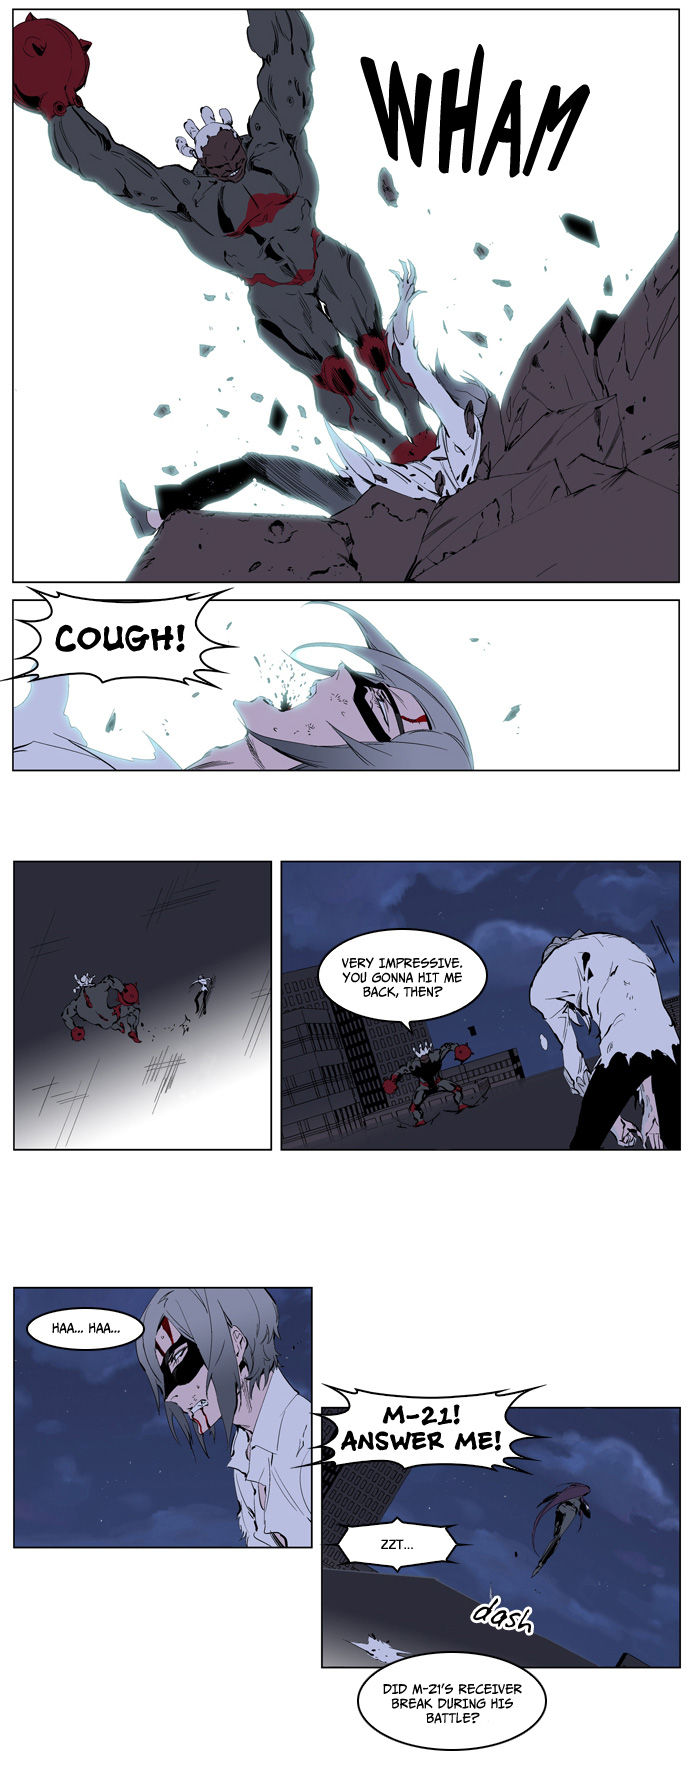 WHAM
COUGH!
VERY IMPRESSIVE.
YOU GONNA HIT ME
BACK, THEN?
HAA... HAA...
M-21!
ANSWER ME!
ZZT...
dash
DID M-21'S RECEIVER
BREAK DURING HIS
BATTLE?